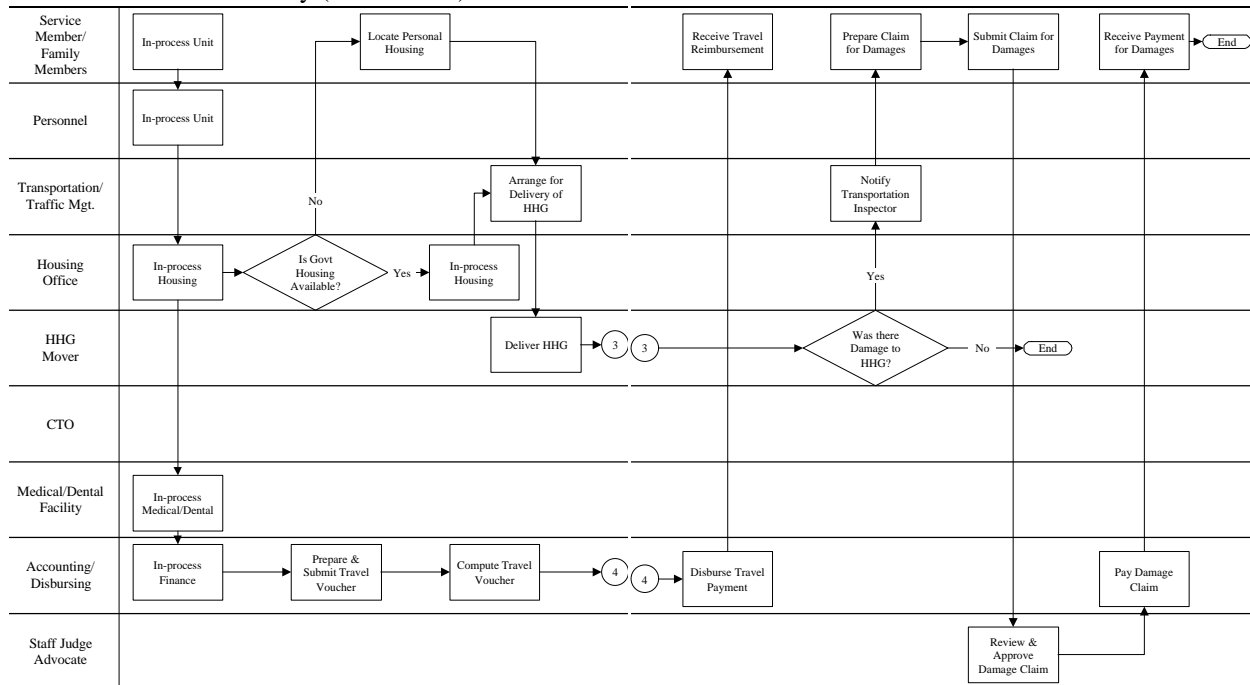 Service
Member/
Family
Members
In-process Unit
Locate Personal
Housing
Receive Travel
Reimbursement
Prepare Claim
for Damages
Submit Claim for
Damages
Receive Payment
for Damages
End
Personnel
In-process Unit
Transportation/
Traffic Mgt.
No
Arrange for
Delivery of
HHG
Notify
Transportation
Inspector
Housing
Office
In-process
Housing
Is Govt
Housing
Available?
Yes
In-process
Housing
Yes
HHG
Mover
Deliver HHG
3
3
Was there
Damage to
HHG?
No
End
CTO
Medical/Dental
Facility
In-process
Medical/Dental
Accounting/
Disbursing
In-process
Finance
Prepare &
Submit Travel
Voucher
Compute Travel
Voucher
4
4
Disburse Travel
Payment
Pay Damage
Claim
Staff Judge
Advocate
Review &
Approve
Damage Claim